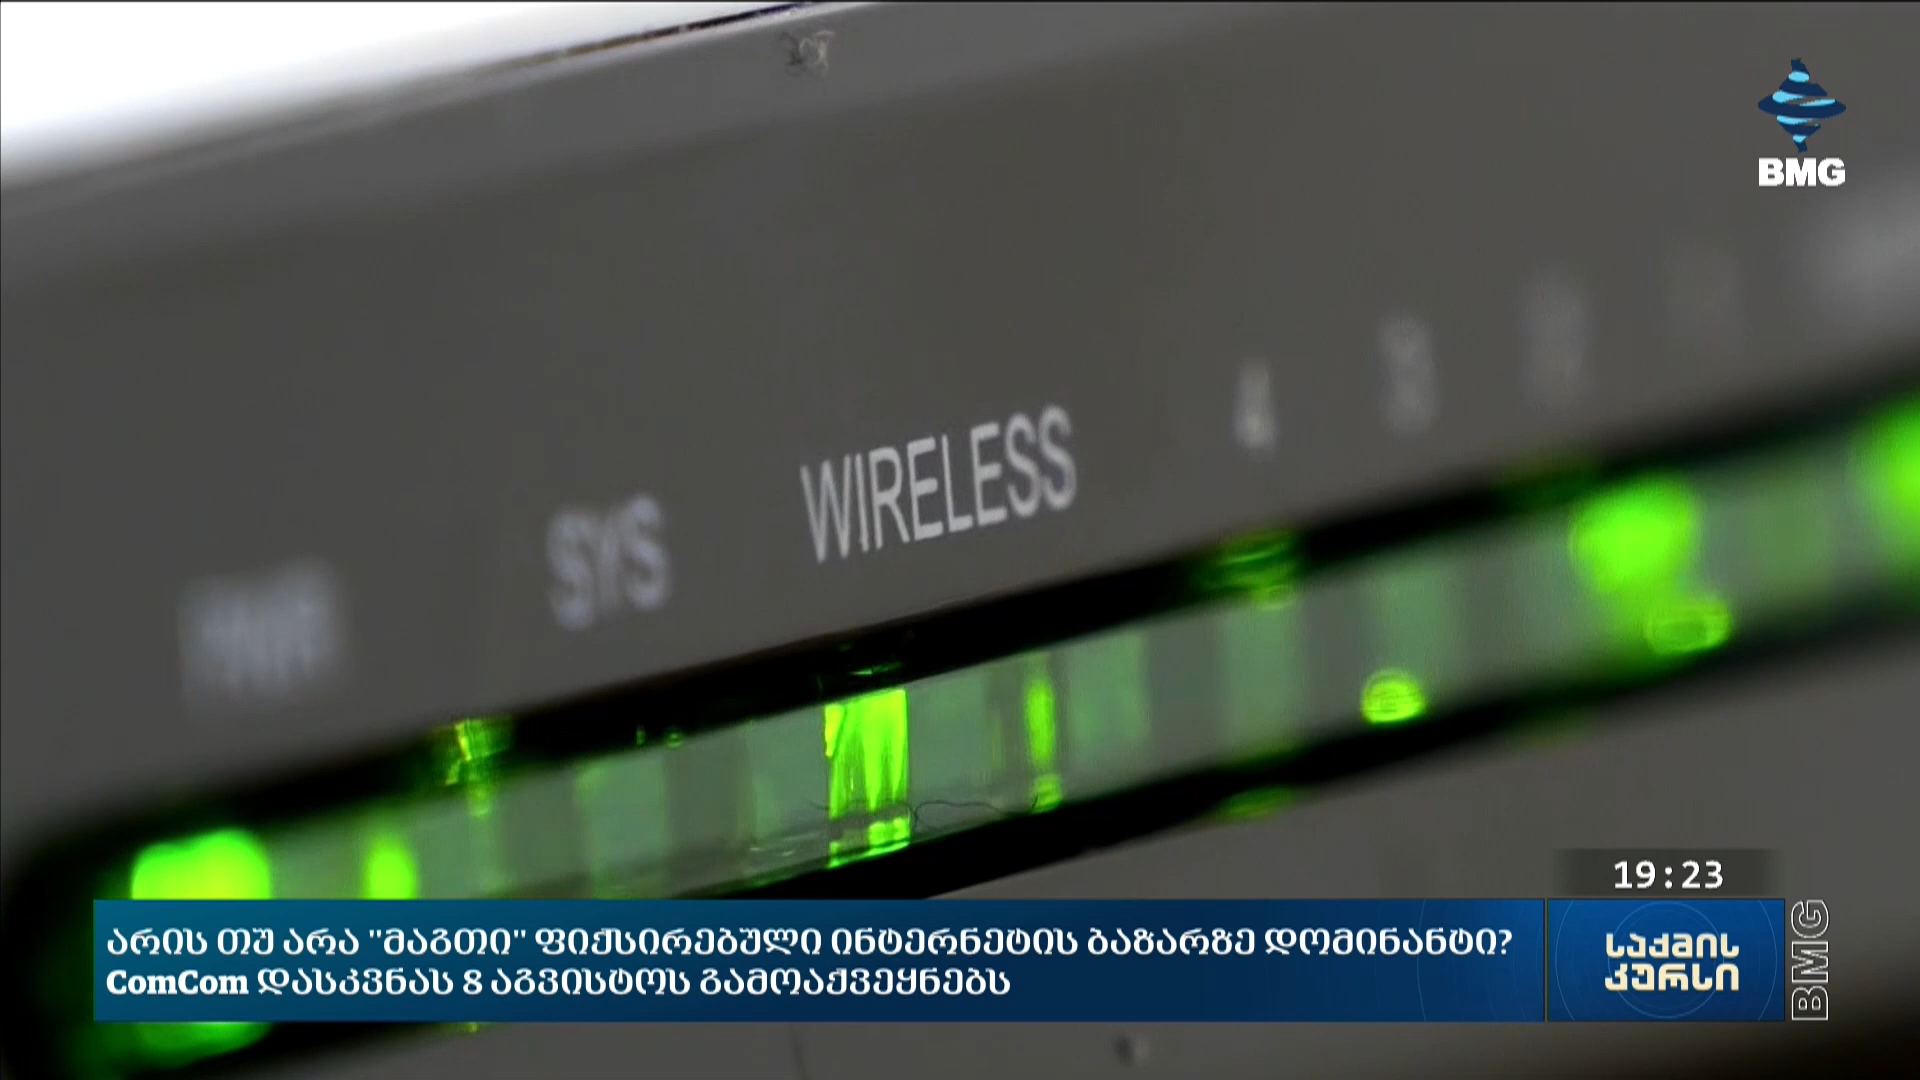 BMG
WIRELESS
SYS
4
19:23
არის თუ არა "მაგთი" ფიქსირებული ინტერნეტის ბაზარზე დომინანტი?
ComCom დასკვნას 8 აგვისტოს გამოაქვეყნებს
საქმის
კურსი
BMG